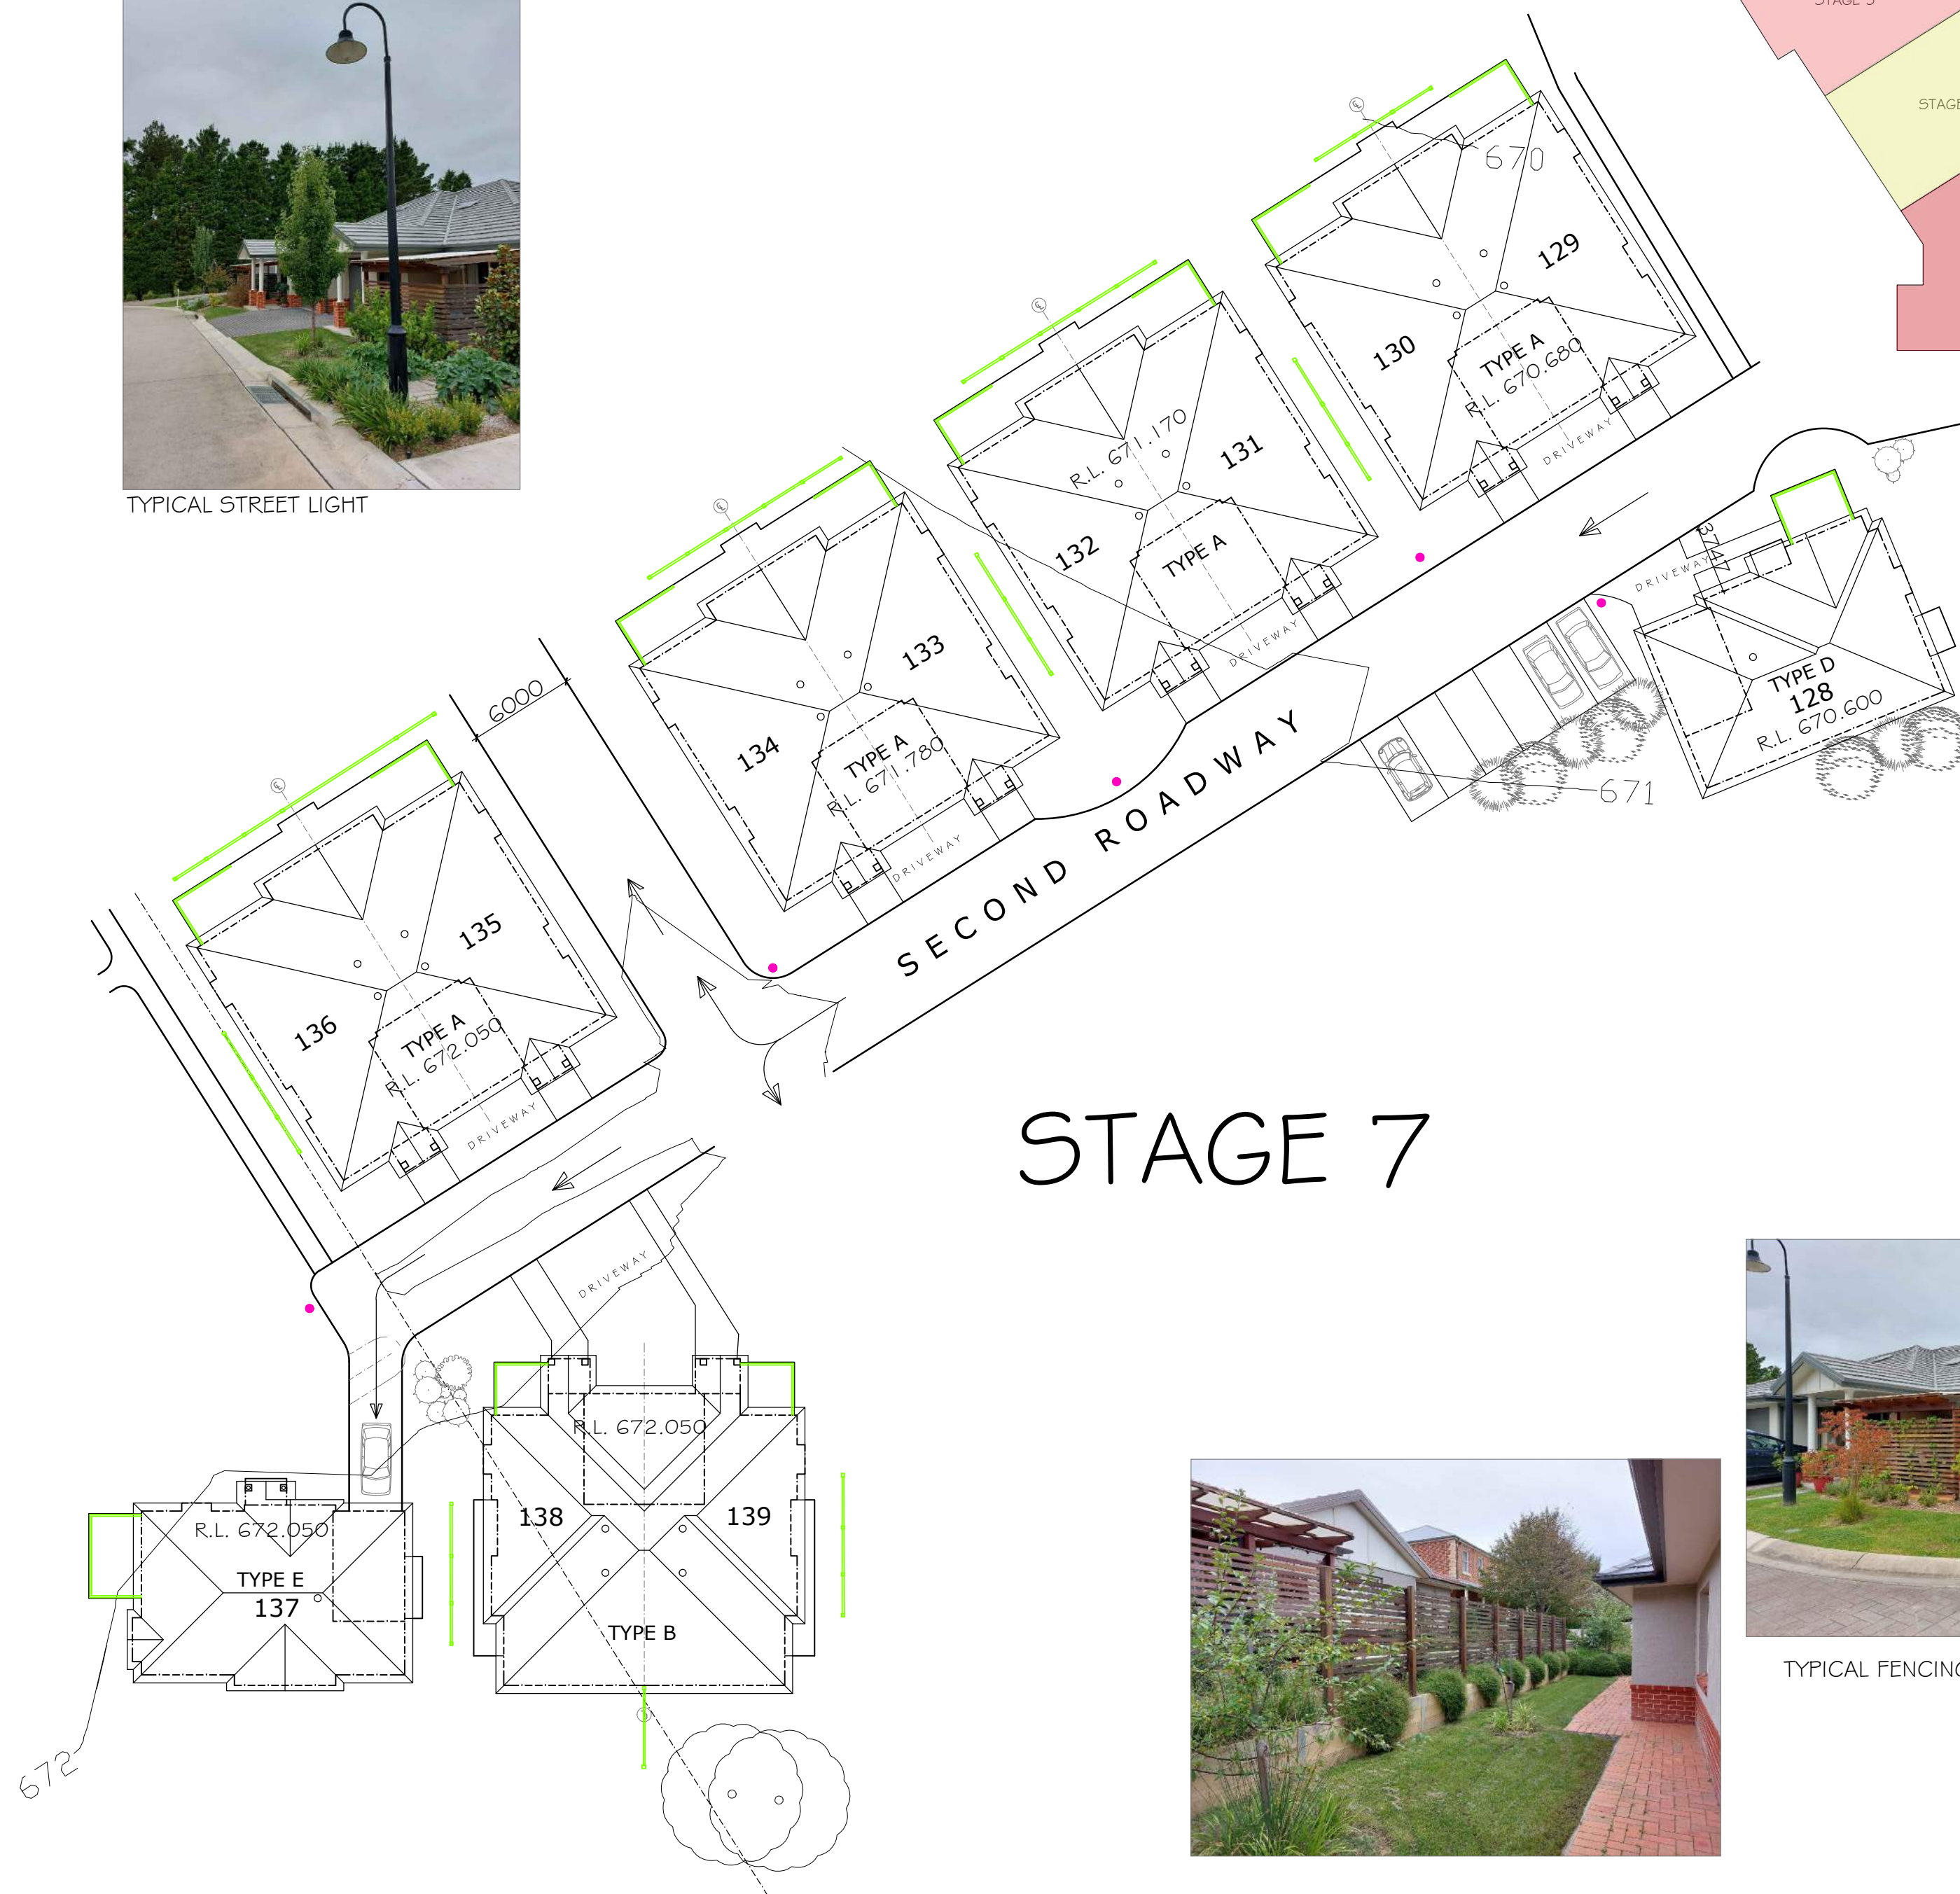 STAGE
TYPICAL STREET LIGHT
STAGE
670
129
130
TYPE A
R.L. 670.680
DRIVEWAY
R.L. 671.170
131
132
TYPE A
DRIVEWAY
133
134
TYPE A
R.L. 671.780
DRIVEWAY
6000
SECOND ROADWAY
DRIVEWAY
TYPE D
128
R.L. 670.600
671
135
136
TYPE A
R.L. 672.050
DRIVEWAY
STAGE 7
DRIVEWAY
R.L. 672.050
138
139
TYPE B
R.L. 672.050
TYPE E
137
672
TYPICAL FENCING